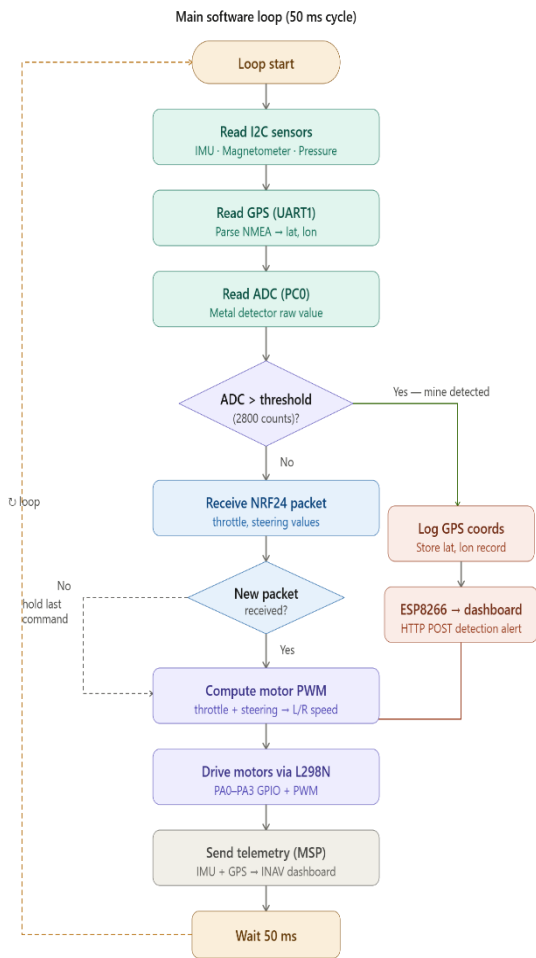 Main software loop (50 ms cycle)
Loop start
Read I2C sensors
IMU · Magnetometer · Pressure
Read GPS (UART1)
Parse NMEA → lat, lon
Read ADC (PC0)
Metal detector raw value
ADC > threshold
(2800 counts)?
Yes — mine detected
No
Receive NRF24 packet
throttle, steering values
Log GPS coords
Store lat, lon record
↻ loop
New packet
received?
No
hold last
command
ESP8266 → dashboard
HTTP POST detection alert
Yes
Compute motor PWM
throttle + steering → L/R speed
Drive motors via L298N
PA0–PA3 GPIO + PWM
Send telemetry (MSP)
IMU + GPS → INAV dashboard
Wait 50 ms